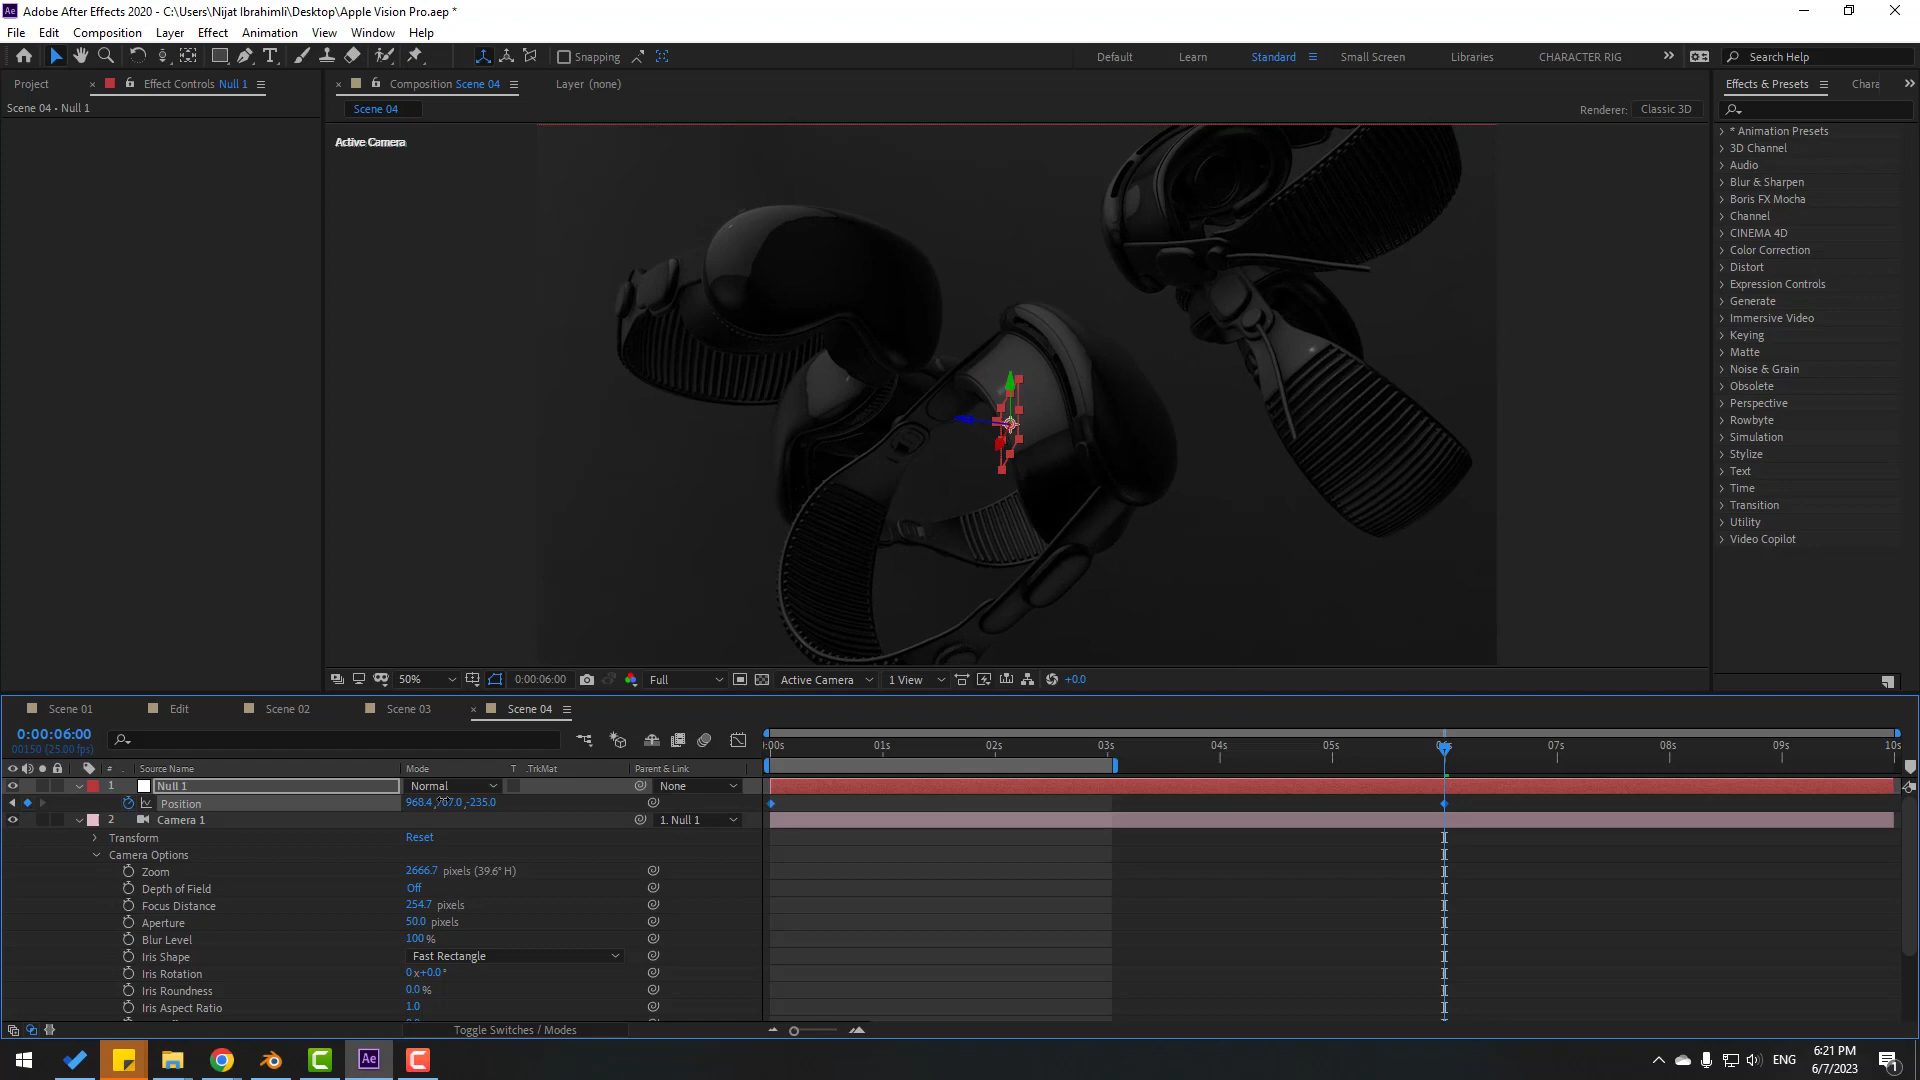 Adobe After Effects 2020 - C:\Users\Nijat Ibrahimli\Desktop\Apple Vision Pro.aep *
File Edit Composition Layer Effect Animation View Window Help
Snapping
Default Learn Standard Small Screen Libraries CHARACTER RIG Search Help
Project Effect Controls Null 1 Composition Scene 04 Layer (none) Effects & Presets Chara
Scene 04 • Null 1
Scene 04
Renderer: Classic 3D
Active Camera
* Animation Presets
3D Channel
Audio
Blur & Sharpen
Boris FX Mocha
Channel
CINEMA 4D
Color Correction
Distort
Expression Controls
Generate
Immersive Video
Keying
Matte
Noise & Grain
Obsolete
Perspective
Rowbyte
Simulation
Stylize
Text
Time
Transition
Utility
Video Copilot
50% 0:00:06:00 Full Active Camera 1 View +0.0
Scene 01 Edit Scene 02 Scene 03 Scene 04
0:00:06:00
00150 (25.00 fps)
:00s 01s 02s 03s 04s 05s 07s 08s 09s 10s
# Source Name Mode T .TrkMat Parent & Link
1 Null 1 Normal None
Position 968.4, -235.0
2 Camera 1 1. Null 1
Transform Reset
Camera Options
Zoom 2666.7 pixels (39.6° H)
Depth of Field Off
Focus Distance 254.7 pixels
Aperture 50.0 pixels
Blur Level 100 %
Iris Shape Fast Rectangle
Iris Rotation 0 x+0.0°
Iris Roundness 0.0 %
Iris Aspect Ratio 1.0
Toggle Switches / Modes
ENG 6:21 PM
6/7/2023 1